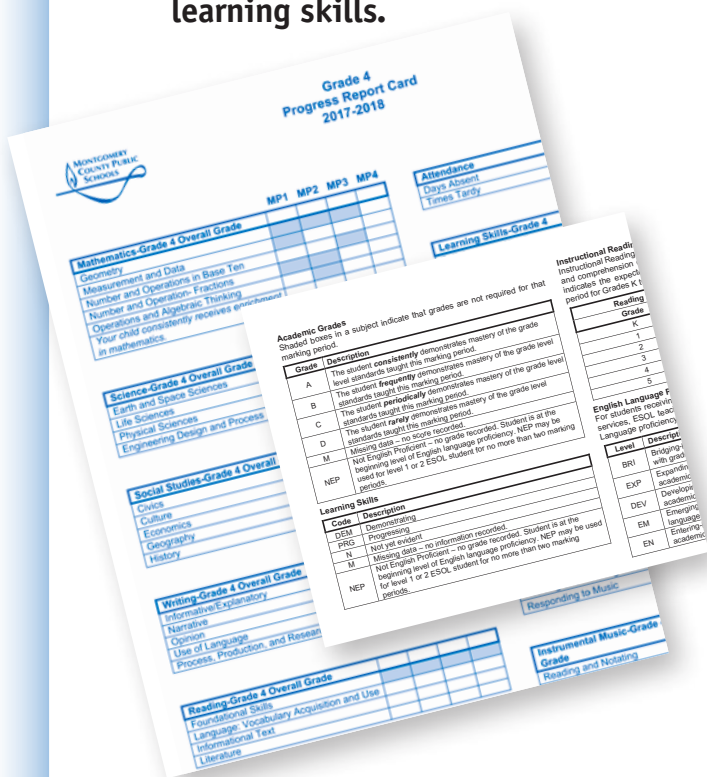 learning skills.
Grade 4
Progress Report Card
2017-2018
MONTGOMERY
COUNTY PUBLIC
SCHOOLS
MP1 MP2 MP3 MP4
Mathematics-Grade 4 Overall Grade
Geometry
Measurement and Data
Number and Operations in Base Ten
Number and Operation- Fractions
Operations and Algebraic Thinking
Your child consistently receives enrichment
in mathematics.
Attendance
Days Absent
Times Tardy
Learning Skills-Grade 4
Science-Grade 4 Overall Grade
Earth and Space Sciences
Life Sciences
Physical Sciences
Engineering Design and Process
Social Studies-Grade 4 Overall
Civics
Culture
Economics
Geography
History
Writing-Grade 4 Overall Grade
Informative/Explanatory
Narrative
Opinion
Use of Language
Process, Production, and Resear
Reading-Grade 4 Overall Grade
Foundational Skills
Language: Vocabulary Acquisition and Use
Informational Text
Literature
Responding to Music
Instrumental Music-Grade
Grade
Reading and Notating
Academic Grades
Shaded boxes in a subject indicate that grades are not required for that
marking period.
Grade Description
A The student consistently demonstrates mastery of the grade
level standards taught this marking period.
B The student frequently demonstrates mastery of the grade level
standards taught this marking period.
C The student periodically demonstrates mastery of the grade level
standards taught this marking period.
D The student rarely demonstrates mastery of the grade level
standards taught this marking period.
M Missing data – no score recorded.
NEP Not English Proficient – no grade recorded. Student is at the
beginning level of English language proficiency. NEP may be
used for level 1 or 2 ESOL student for no more than two marking
periods.
Learning Skills
Code Description
DEM Demonstrating
PRG Progressing
N Not yet evident
M Missing data – no information recorded.
NEP Not English Proficient – no grade recorded. Student is at the
beginning level of English language proficiency. NEP may be used
for level 1 or 2 ESOL student for no more than two marking
periods.
Instructional Readin
Instructional Reading
and comprehension
indicates the expect
period for Grades K t
Reading
Grade
K
1
2
3
4
5
English Language P
For students receivin
services, ESOL teac
Language proficiency
Level Descript
BRI Bridging-
with grad
EXP Expandin
academic
DEV Developi
academic
EM Emerging
language
EN Entering-
academic